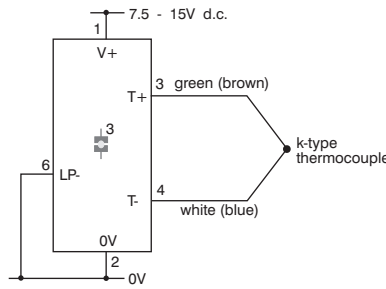 7.5 - 15V d.c.
1
V+
3
green (brown)
T+
3
k-type
thermocouple
6
LP-
4
T-
white (blue)
0V
2
0V